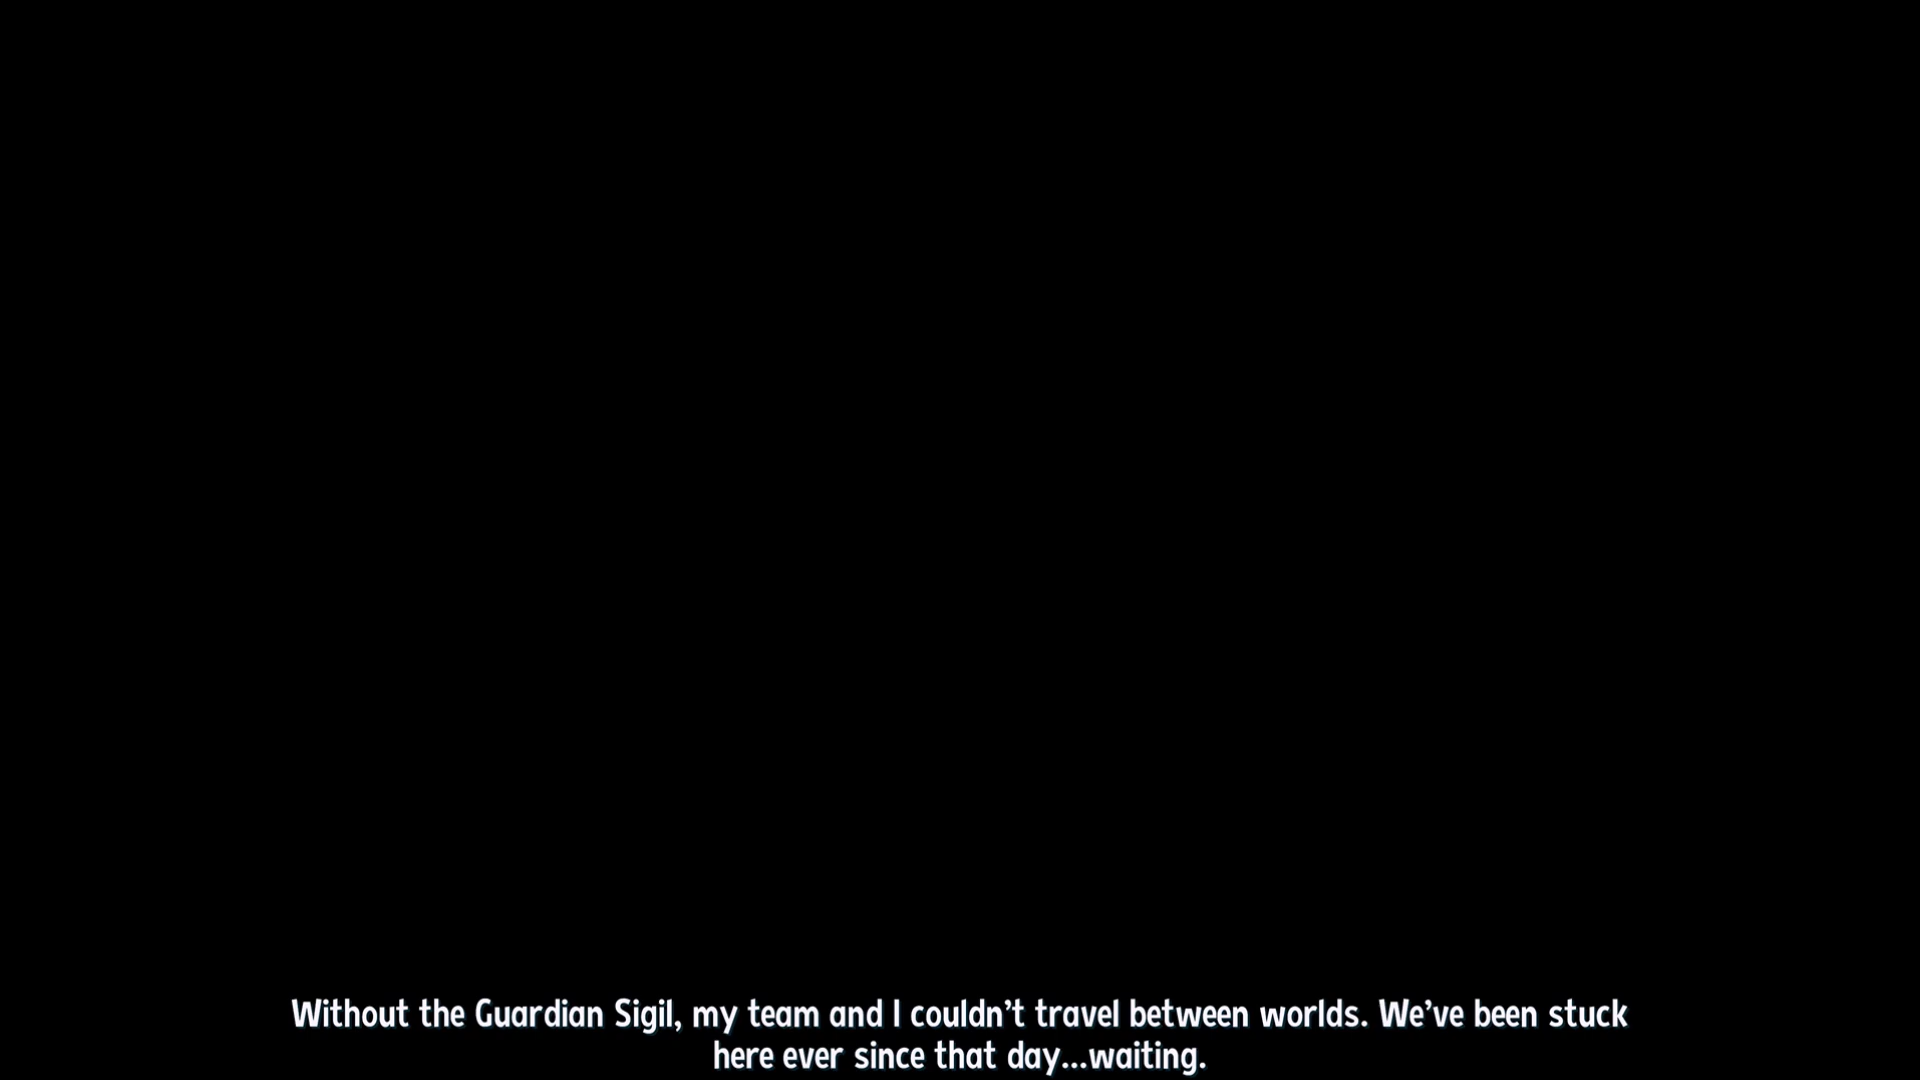 Without the Guardian Sigil, my team and I couldn’t travel between worlds. We’ve been stuck
here ever since that day...waiting.